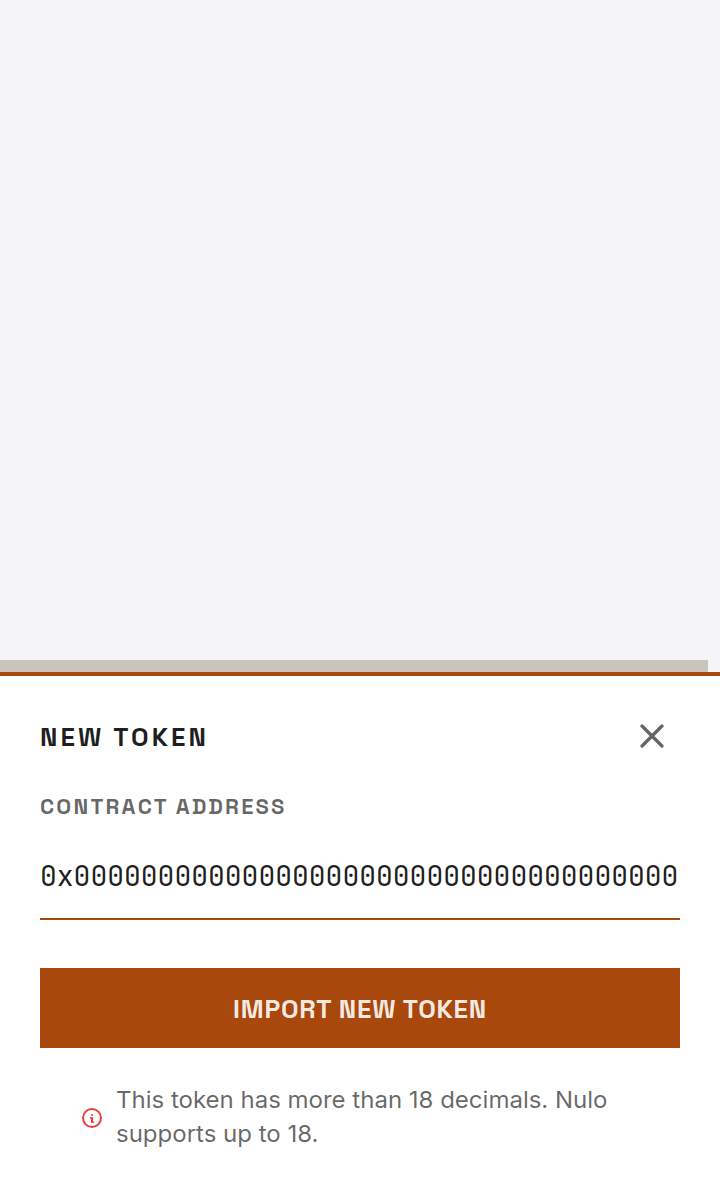 NEW TOKEN
CONTRACT ADDRESS
0x000000000000000000000000000000000000
IMPORT NEW TOKEN
This token has more than 18 decimals. Nulo
supports up to 18.